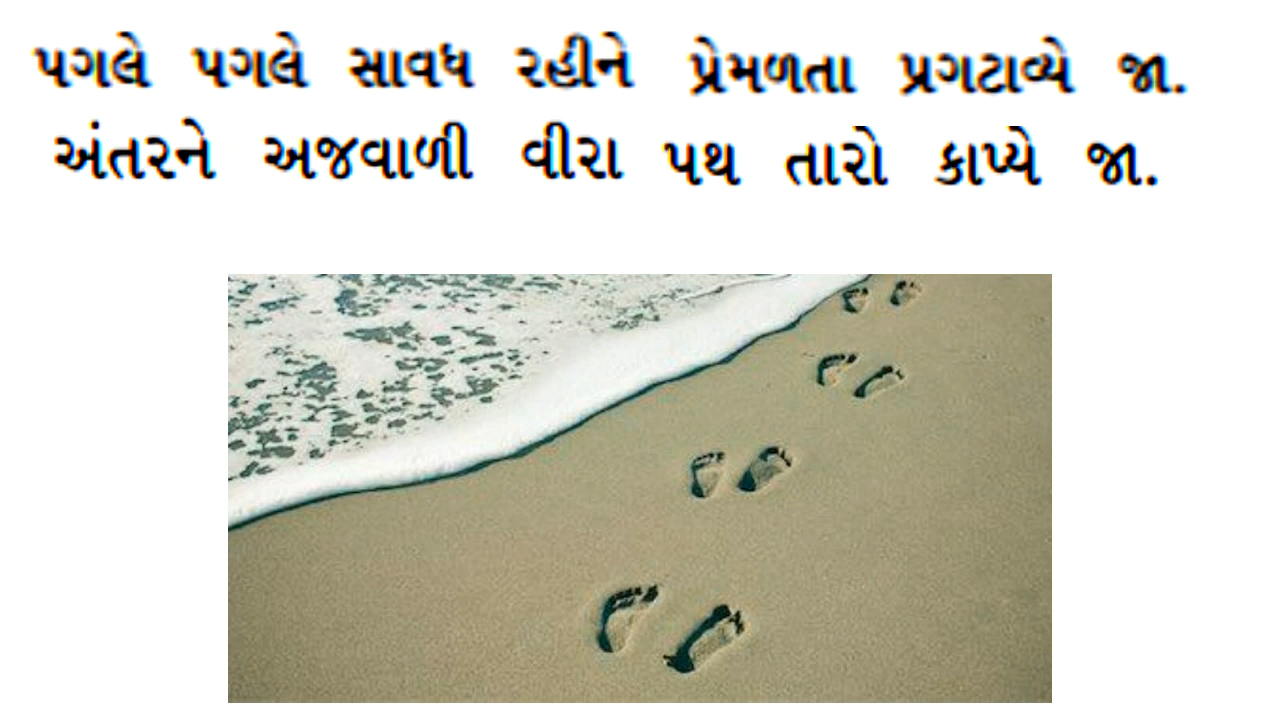 પગલે પગલે સાવધ રહીને પ્રેમળતા પ્રગટાવ્યે જા.
અંતરને અજવાળી વીરા પથ તારો કાપ્યે જા.